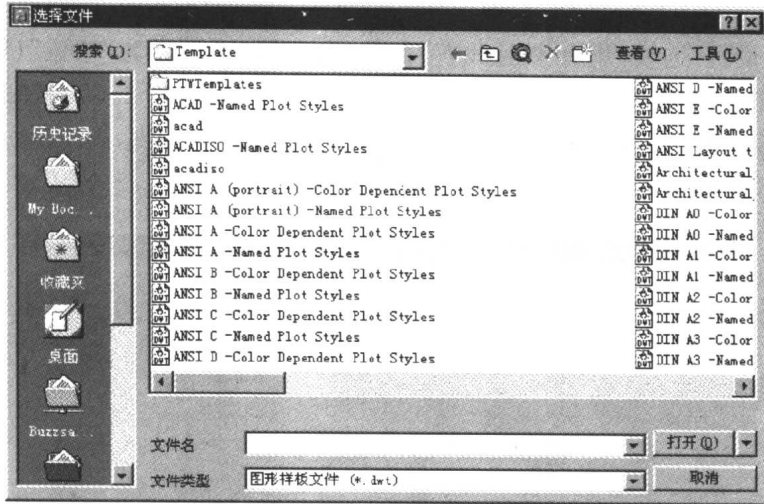 选择文件
搜索(I):
Template
查看(V)
工具(L)
历史记录
My Doc...
收藏夹
桌面
Buzzsa...
PTWTemplates
ACAD -Named Plot Styles
acad
ACADISO -Named Plot Styles
acadiso
ANSI A (portrait) -Color Dependent Plot Styles
ANSI A (portrait) -Named Plot Styles
ANSI A -Color Dependent Plot Styles
ANSI A -Named Plot Styles
ANSI B -Color Dependent Plot Styles
ANSI B -Named Plot Styles
ANSI C -Color Dependent Plot Styles
ANSI C -Named Plot Styles
ANSI D -Color Dependent Plot Styles
ANSI D -Named
ANSI E -Color
ANSI E -Named
ANSI Layout t
Architectural
Architectural
DIN A0 -Color
DIN A0 -Named
DIN A1 -Color
DIN A1 -Named
DIN A2 -Color
DIN A2 -Named
DIN A3 -Color
DIN A3 -Named
文件名
打开(O)
文件类型
图形样板文件 (*.dwt)
取消